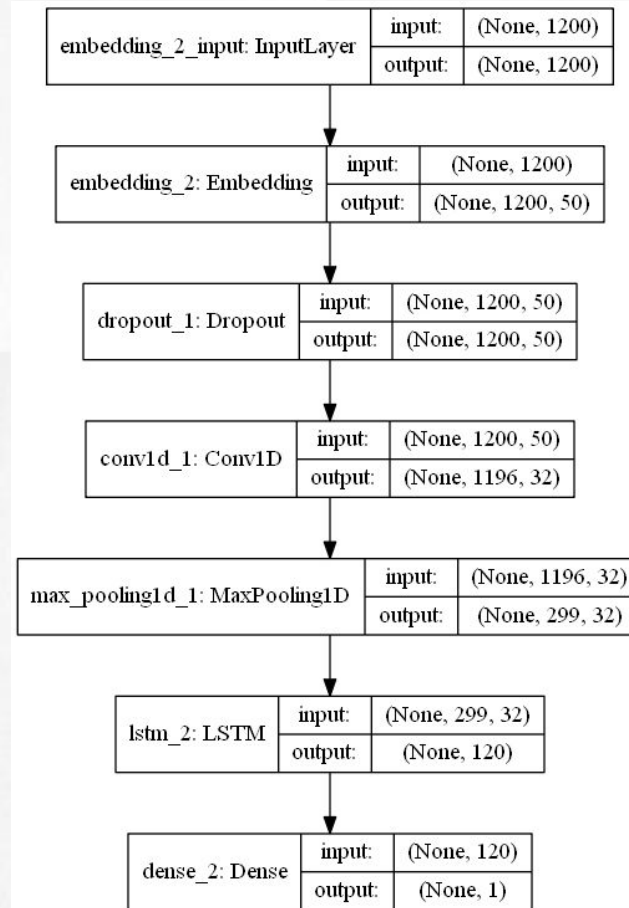 embedding_2_input: InputLayer
input: (None, 1200)
output: (None, 1200)
embedding_2: Embedding
input: (None, 1200)
output: (None, 1200, 50)
dropout_1: Dropout
input: (None, 1200, 50)
output: (None, 1200, 50)
conv1d_1: Conv1D
input: (None, 1200, 50)
output: (None, 1196, 32)
max_pooling1d_1: MaxPooling1D
input: (None, 1196, 32)
output: (None, 299, 32)
lstm_2: LSTM
input: (None, 299, 32)
output: (None, 120)
dense_2: Dense
input: (None, 120)
output: (None, 1)